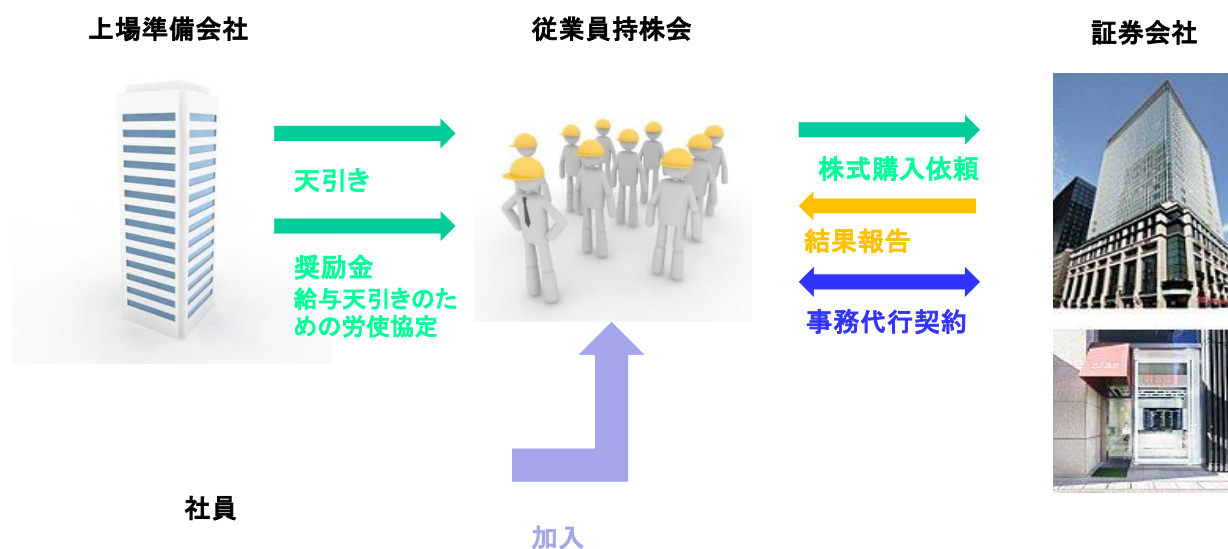 上場準備会社
従業員持株会
証券会社
天引き
奨励金
給与天引きのた
めの労使協定
株式購入依頼
結果報告
事務代行契約
社員
加入